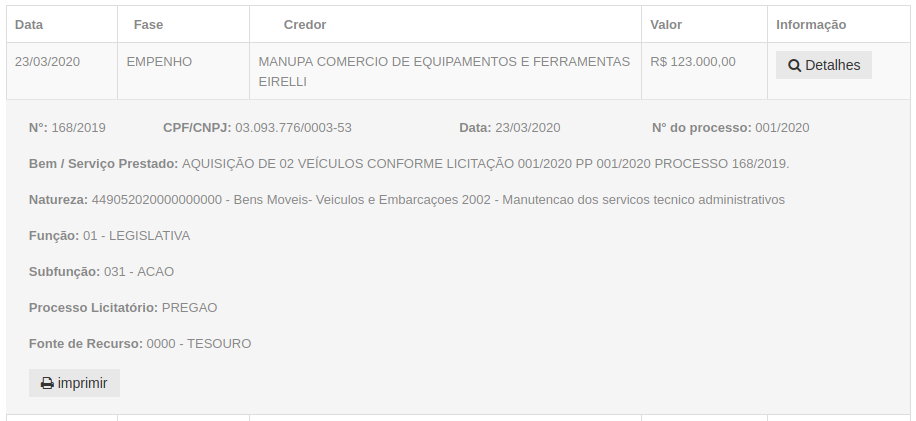 Data Fase Credor Valor Informação
23/03/2020 EMPENHO MANUPA COMERCIO DE EQUIPAMENTOS E FERRAMENTAS R$ 123.000,00 Detalhes
EIRELLI
N°: 168/2019 CPF/CNPJ: 03.093.776/0003-53 Data: 23/03/2020 N° do processo: 001/2020
Bem / Serviço Prestado: AQUISIÇÃO DE 02 VEÍCULOS CONFORME LICITAÇÃO 001/2020 PP 001/2020 PROCESSO 168/2019.
Natureza: 449052020000000000 - Bens Moveis- Veiculos e Embarcaçoes 2002 - Manutencao dos servicos tecnico administrativos
Função: 01 - LEGISLATIVA
Subfunção: 031 - ACAO
Processo Licitatório: PREGAO
Fonte de Recurso: 0000 - TESOURO
imprimir